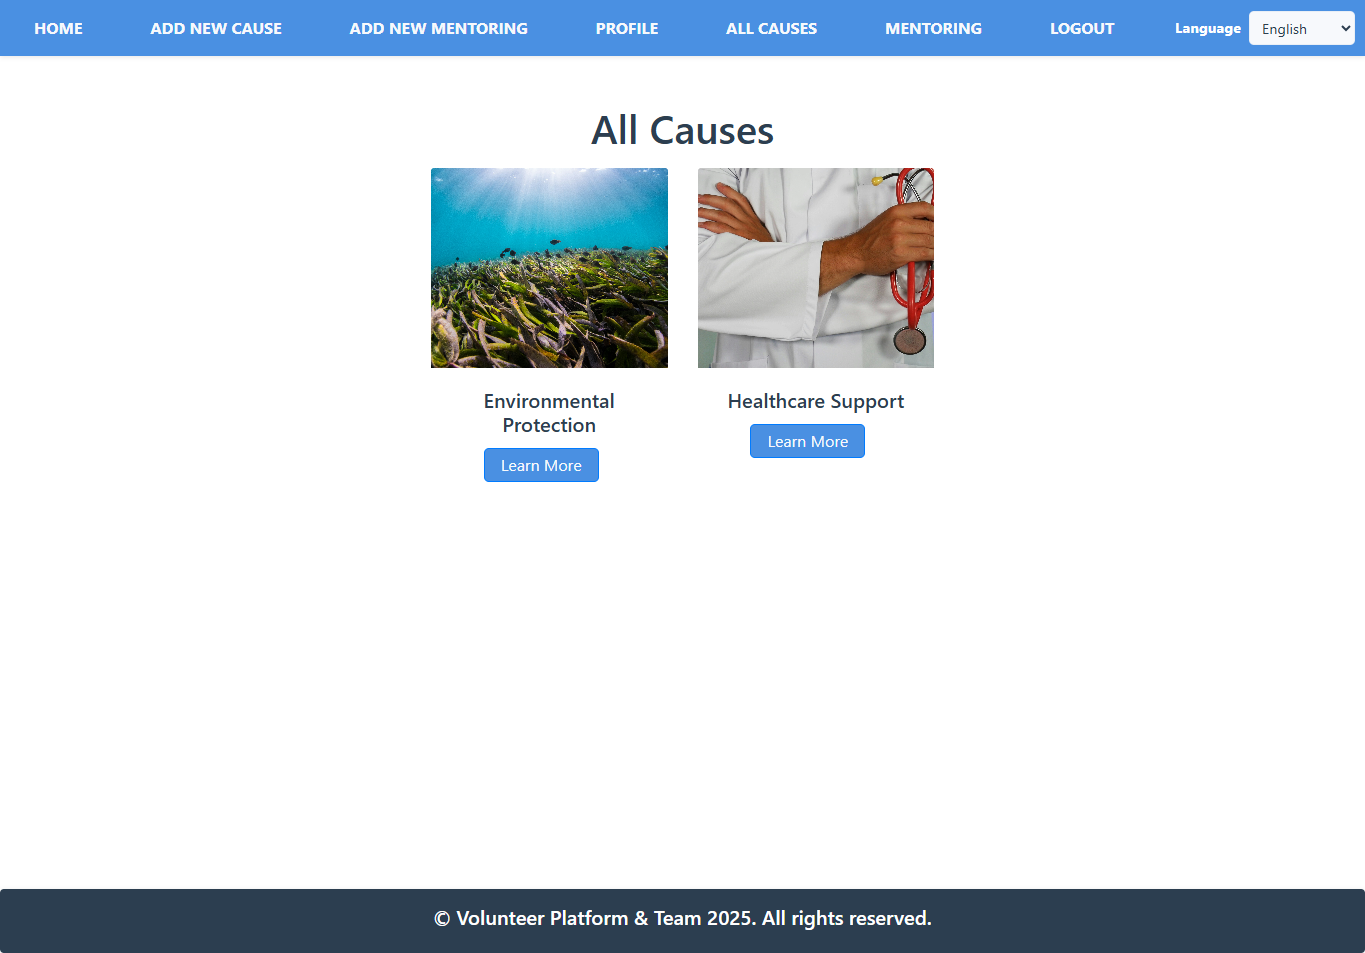 HOME ADD NEW CAUSE ADD NEW MENTORING PROFILE ALL CAUSES MENTORING LOGOUT Language English
All Causes
Environmental
Protection
Learn More
Healthcare Support
Learn More
© Volunteer Platform & Team 2025. All rights reserved.